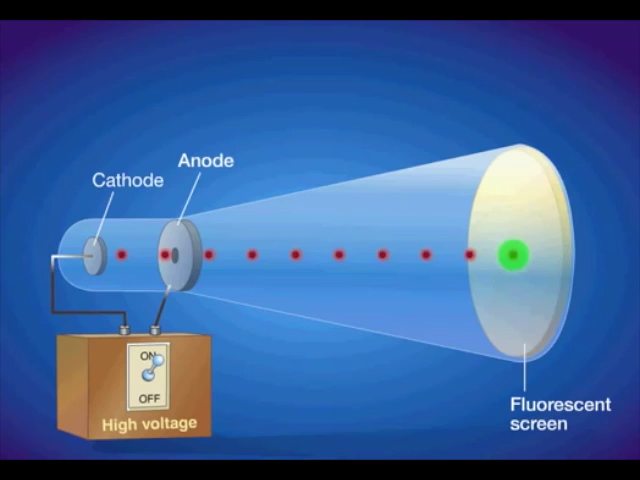 Anode
Cathode
ON
OFF
High voltage
Fluorescent
screen